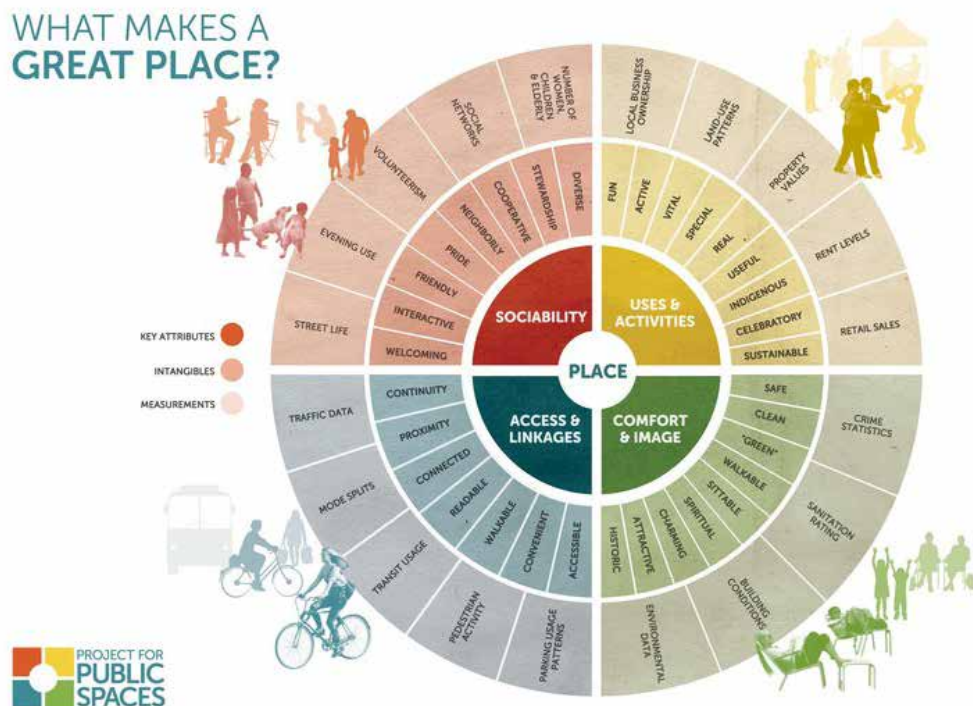 WHAT MAKES A
GREAT PLACE?
NUMBER OF
WOMEN,
CHILDREN
& ELDERLY
SOCIAL
NETWORKS
VOLUNTEERISM
EVENING USE
STREET LIFE
DIVERSE
STEWARDSHIP
COOPERATIVE
NEIGHBORLY
PRIDE
FRIENDLY
INTERACTIVE
WELCOMING
SOCIABILITY
LOCAL BUSINESS
OWNERSHIP
LAND-USE
PATTERNS
PROPERTY
VALUES
RENT LEVELS
RETAIL SALES
FUN
ACTIVE
VITAL
SPECIAL
REAL
USEFUL
INDIGENOUS
CELEBRATORY
SUSTAINABLE
USES &
ACTIVITIES
PLACE
KEY ATTRIBUTES
INTANGIBLES
MEASUREMENTS
ACCESS &
LINKAGES
CONTINUITY
PROXIMITY
CONNECTED
READABLE
WALKABLE
CONVENIENT
ACCESSIBLE
TRAFFIC DATA
MODE SPLITS
TRANSIT USAGE
PEDESTRIAN
ACTIVITY
PARKING USAGE
PATTERNS
COMFORT
& IMAGE
SAFE
CLEAN
"GREEN"
WALKABLE
SITTABLE
SPIRITUAL
CHARMING
ATTRACTIVE
HISTORIC
CRIME
STATISTICS
SANITATION
RATING
BUILDING
CONDITIONS
ENVIRONMENTAL
DATA
PROJECT FOR
PUBLIC
SPACES